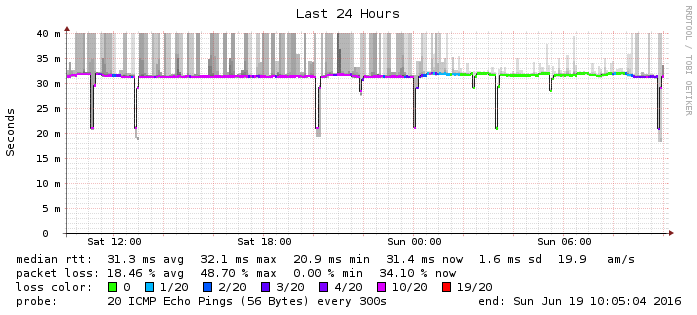 Last 24 Hours
RRDTOOL / TOBI OETIKER
Seconds
40 m
35 m
30 m
25 m
20 m
15 m
10 m
5 m
0
Sat 12:00 Sat 18:00 Sun 00:00 Sun 06:00
median rtt: 31.3 ms avg 32.1 ms max 20.9 ms min 31.4 ms now 1.6 ms sd 19.9 am/s
packet loss: 18.46 % avg 48.70 % max 0.00 % min 34.10 % now
loss color: 0 1/20 2/20 3/20 4/20 10/20 19/20
probe: 20 ICMP Echo Pings (56 Bytes) every 300s end: Sun Jun 19 10:05:04 2016